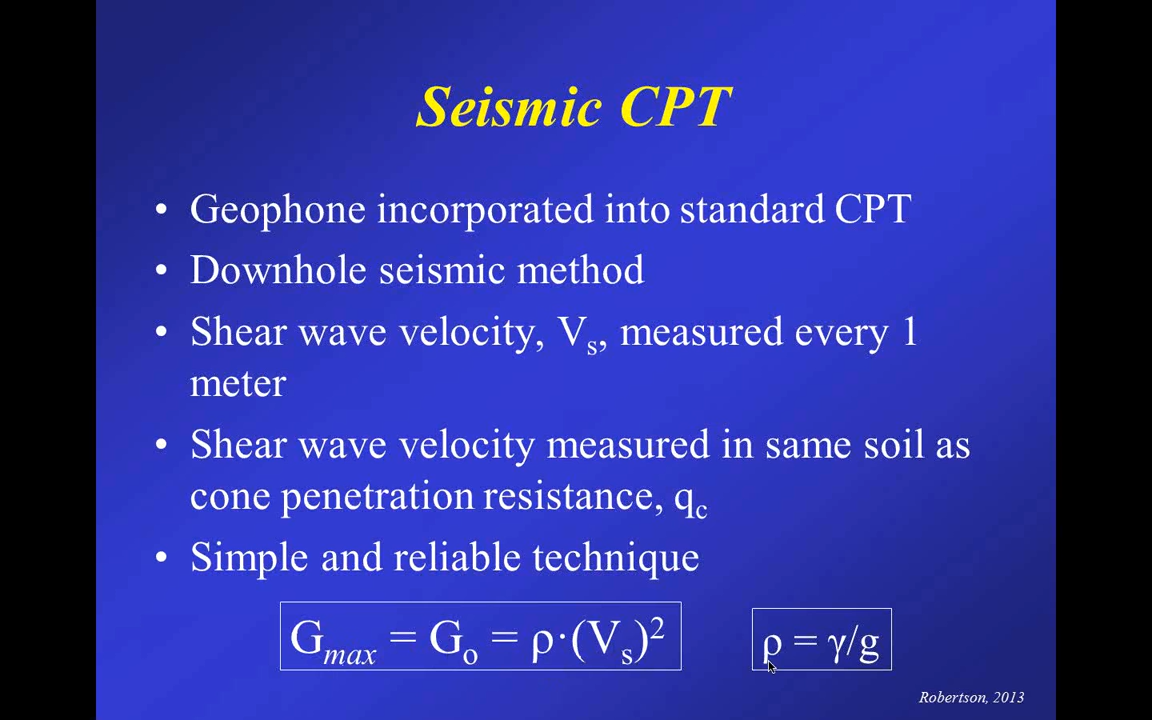 Seismic CPT
• Geophone incorporated into standard CPT
• Downhole seismic method
• Shear wave velocity, Vs, measured every 1
meter
• Shear wave velocity measured in same soil as
cone penetration resistance, qc
• Simple and reliable technique
Gmax = Go = ρ·(Vs)² ρ = γ/g
Robertson, 2013